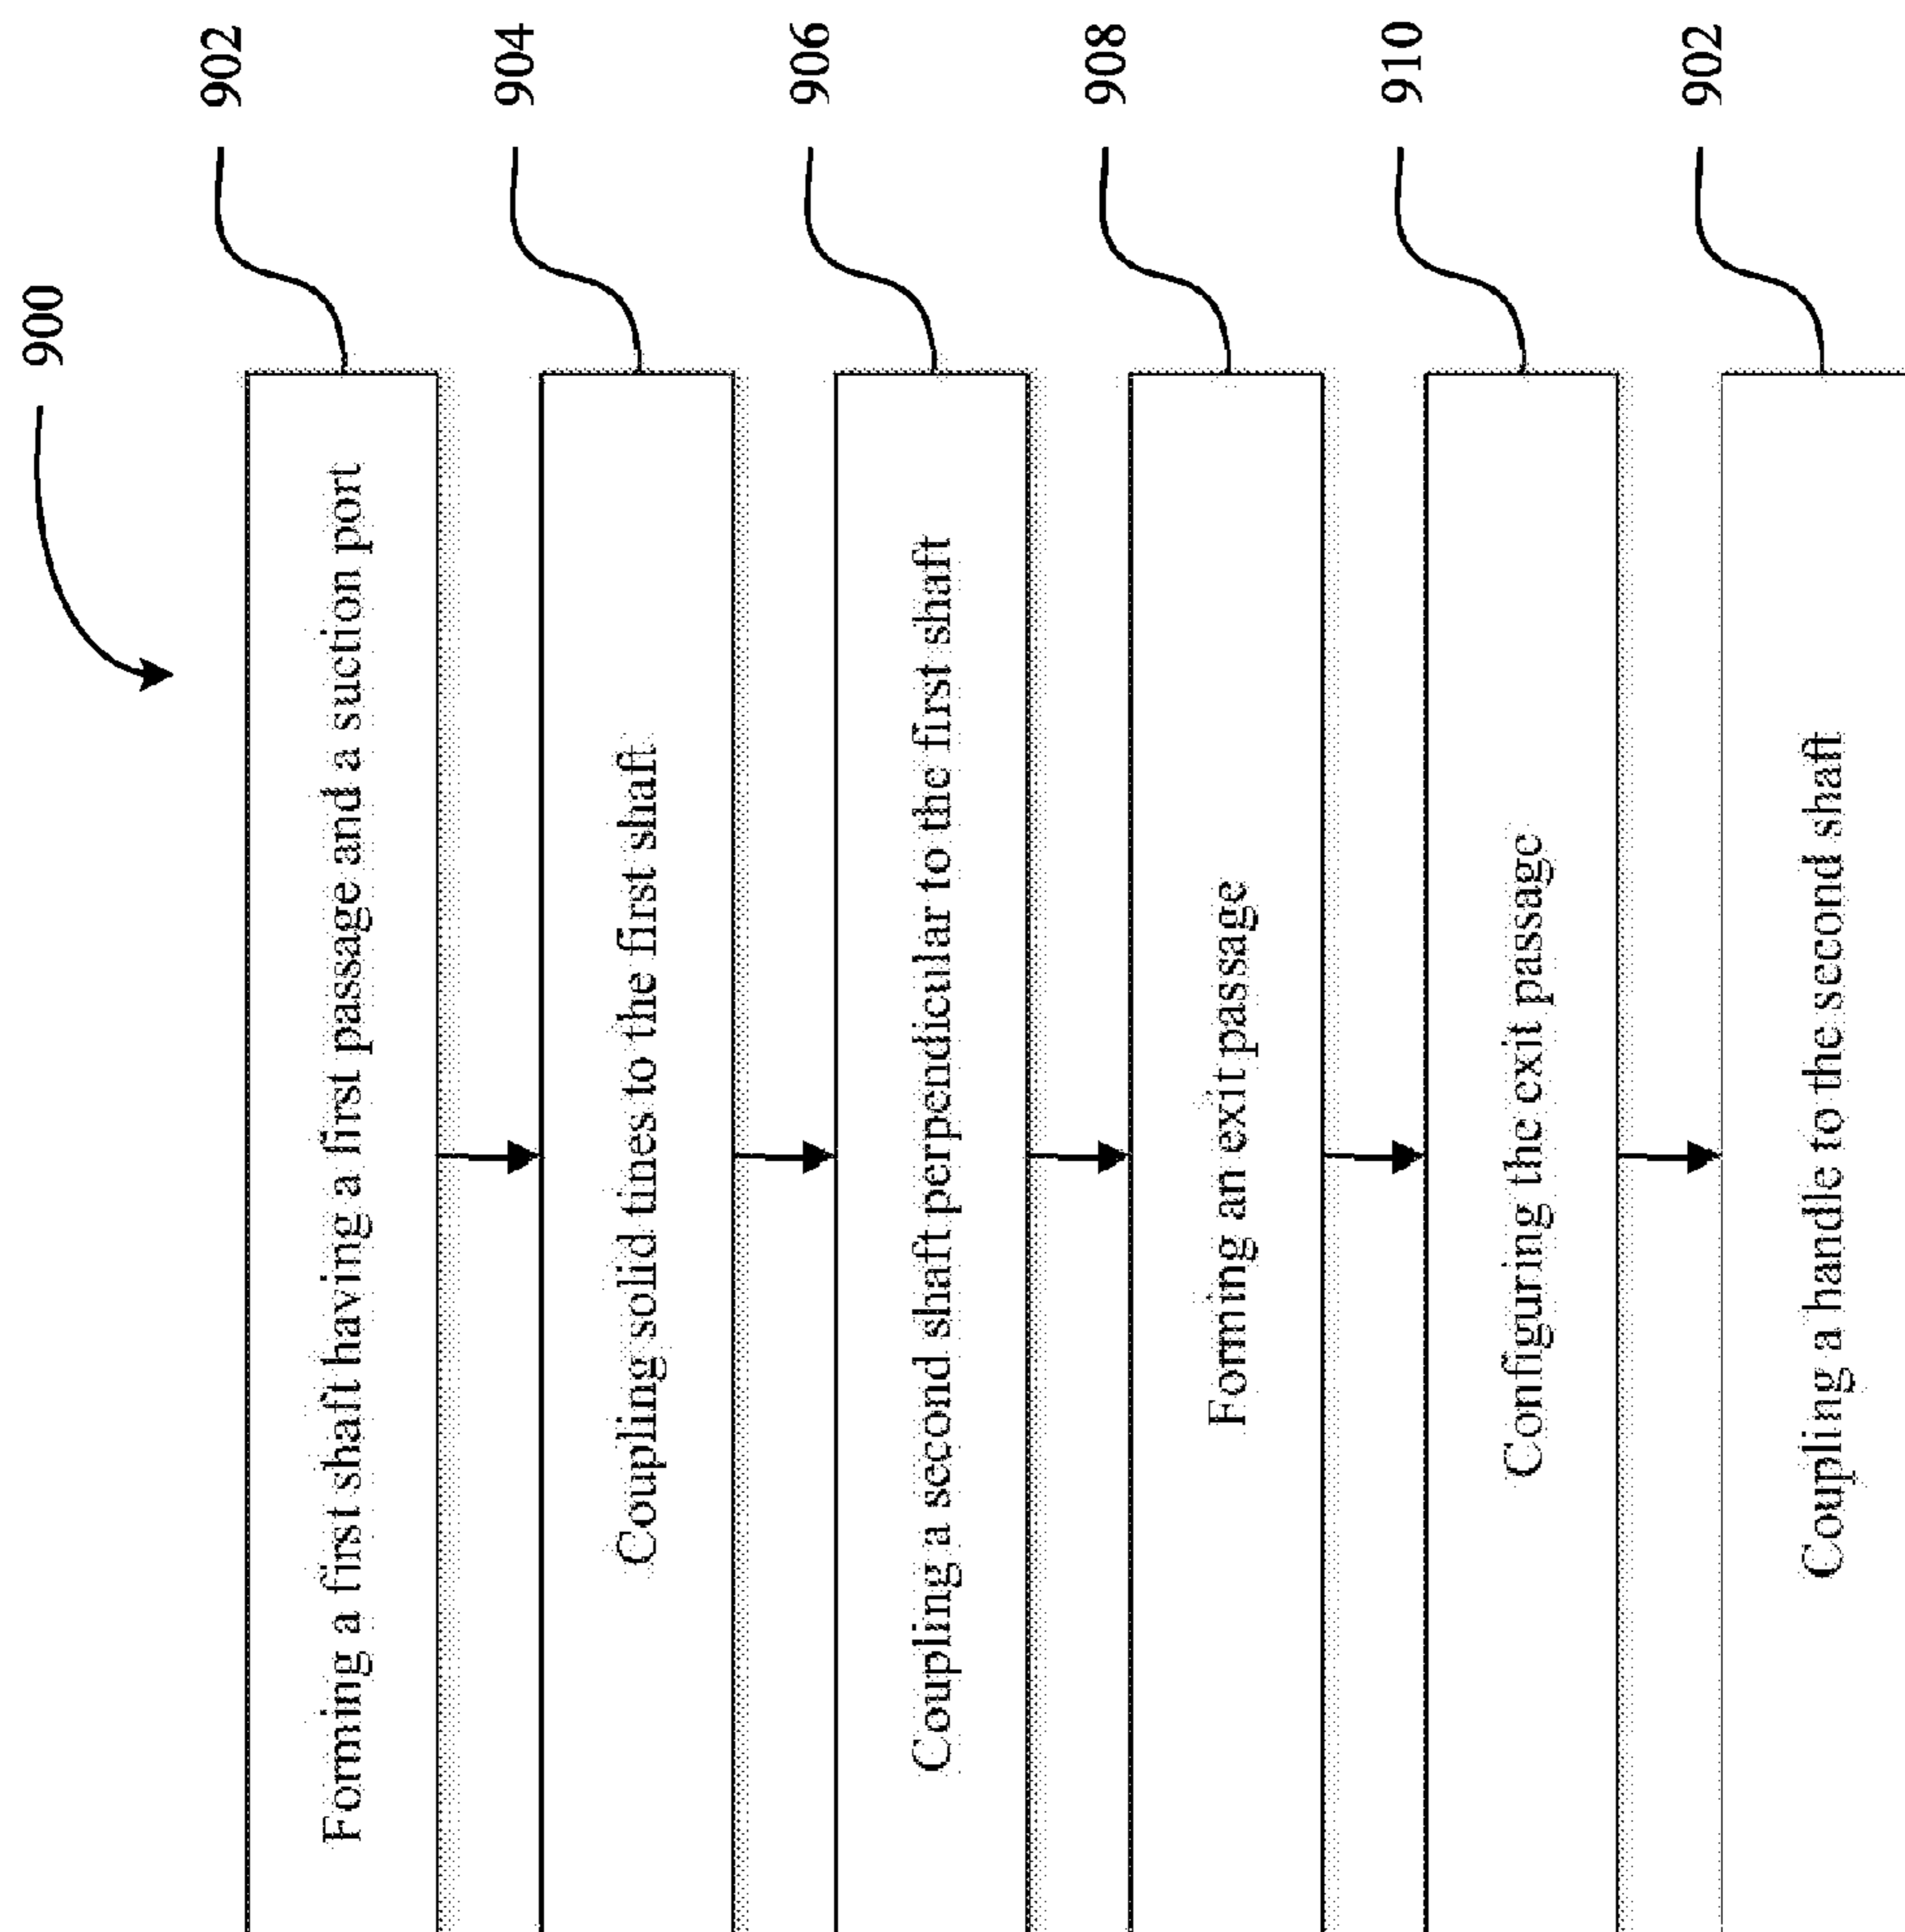 900
Forming a first shaft having a first passage and a suction port
902
Coupling solid tines to the first shaft
904
Coupling a second shaft perpendicular to the first shaft
906
Forming an exit passage
908
Configuring the exit passage
910
Coupling a handle to the second shaft
902